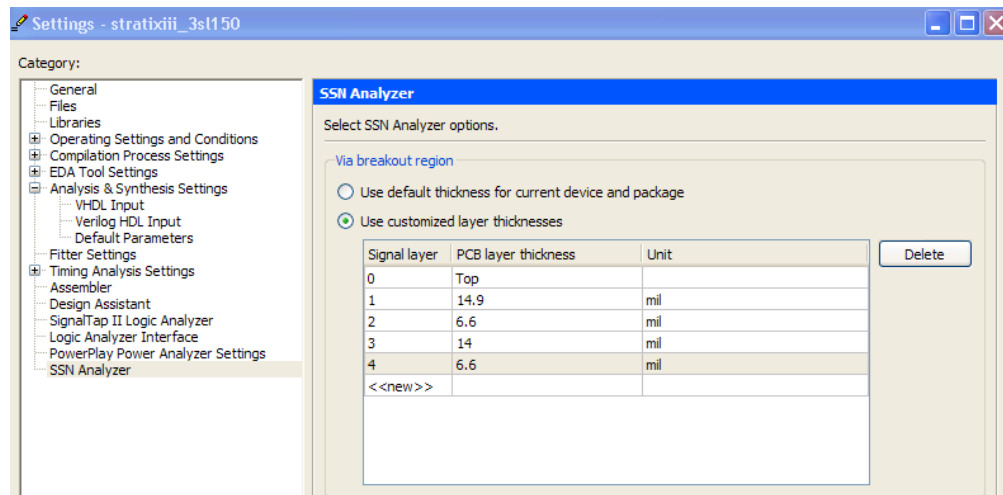 Settings - stratixiii_3sl150
Category:
General
Files
Libraries
Operating Settings and Conditions
Compilation Process Settings
EDA Tool Settings
Analysis & Synthesis Settings
VHDL Input
Verilog HDL Input
Default Parameters
Fitter Settings
Timing Analysis Settings
Assembler
Design Assistant
SignalTap II Logic Analyzer
Logic Analyzer Interface
PowerPlay Power Analyzer Settings
SSN Analyzer
SSN Analyzer
Select SSN Analyzer options.
Via breakout region
Use default thickness for current device and package
Use customized layer thicknesses
Signal layer PCB layer thickness Unit
0 Top
1 14.9 mil
2 6.6 mil
3 14 mil
4 6.6 mil
<<new>>
Delete